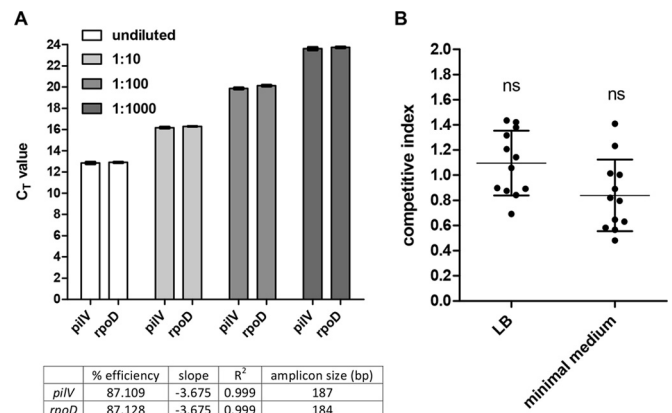 A
undiluted
1:10
1:100
1:1000
C_T value
24
22
20
18
16
14
12
10
8
6
4
2
0
pilV
rpoD
pilV
rpoD
pilV
rpoD
pilV
rpoD
% efficiency slope R² amplicon size (bp)
pilV 87.109 -3.675 0.999 187
rpoD 87.128 -3.675 0.999 184
B
competitive index
2.0
1.8
1.6
1.4
1.2
1.0
0.8
0.6
0.4
0.2
0.0
ns
ns
LB
minimal medium